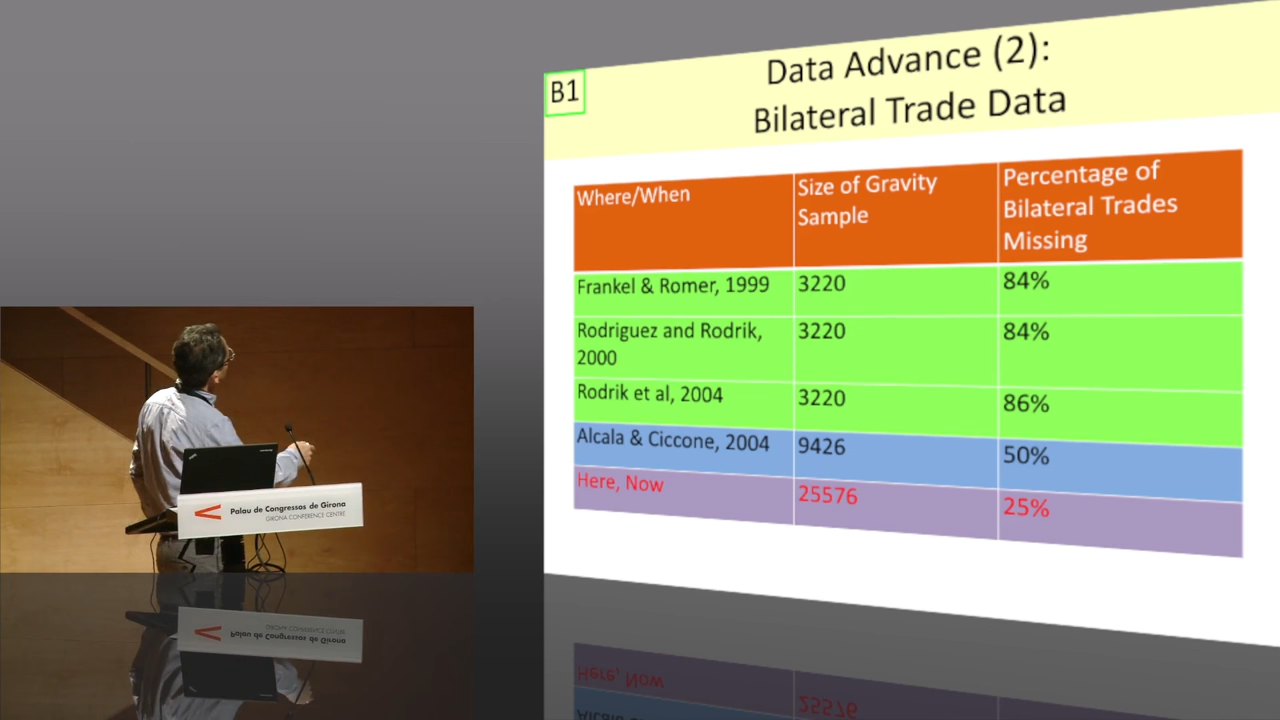 B1
Data Advance (2):
Bilateral Trade Data
Where/When
Size of Gravity
Sample
Percentage of
Bilateral Trades
Missing
Frankel & Romer, 1999
3220
84%
Rodriguez and Rodrik,
2000
3220
84%
Rodrik et al, 2004
3220
86%
Alcala & Ciccone, 2004
9426
50%
Here, Now
25576
25%
Palau de Congressos de Girona
GIRONA CONFERENCE CENTRE